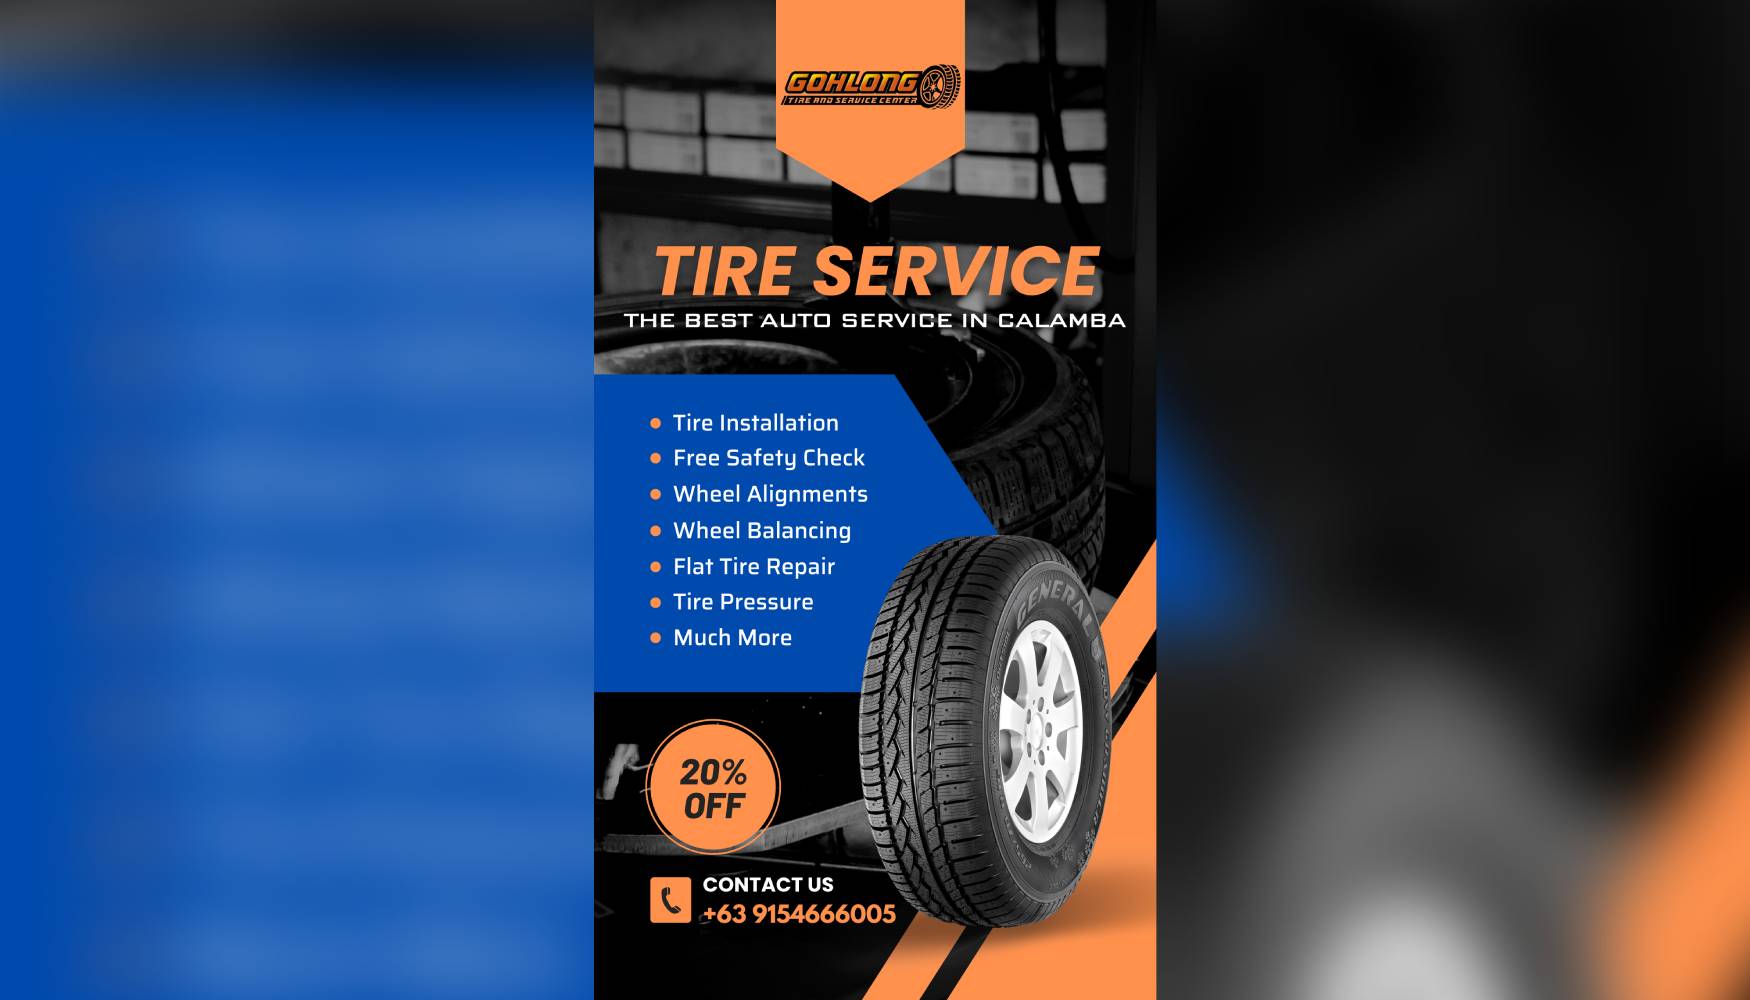 GOHLONG
TIRE AND SERVICE CENTER
TIRE SERVICE
THE BEST AUTO SERVICE IN CALAMBA
Tire Installation
Free Safety Check
Wheel Alignments
Wheel Balancing
Flat Tire Repair
Tire Pressure
Much More
GENERAL
20%
OFF
CONTACT US
+63 9154666005